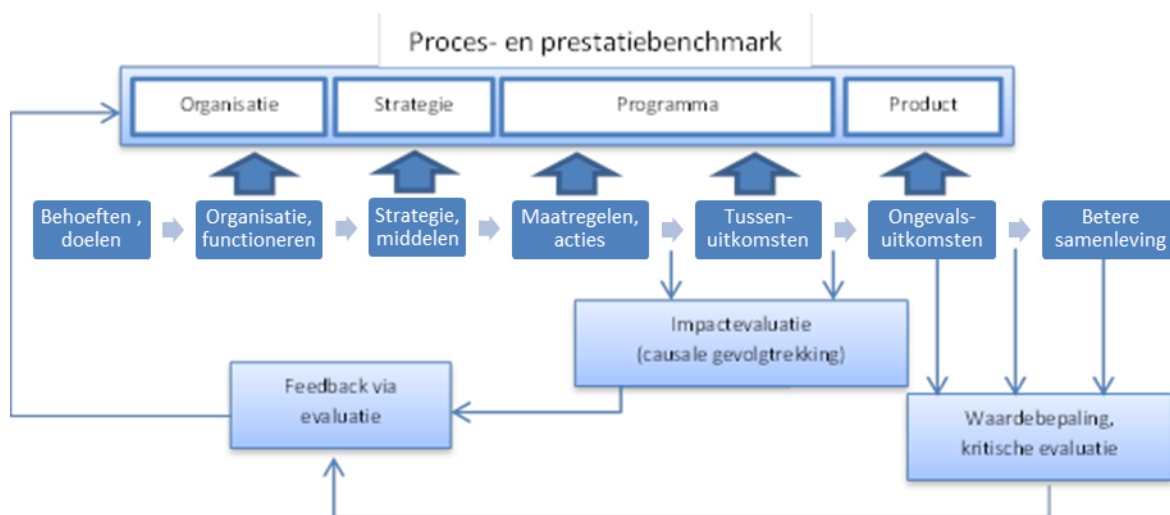 Proces- en prestatiebenchmark
Organisatie
Strategie
Programma
Product
Behoeften ,
doelen
Organisatie,
functioneren
Strategie,
middelen
Maatregelen,
acties
Tussen-
uitkomsten
Ongevals-
uitkomsten
Betere
samenleving
Impactevaluatie
(causale gevolgtrekking)
Feedback via
evaluatie
Waardebepaling,
kritische evaluatie